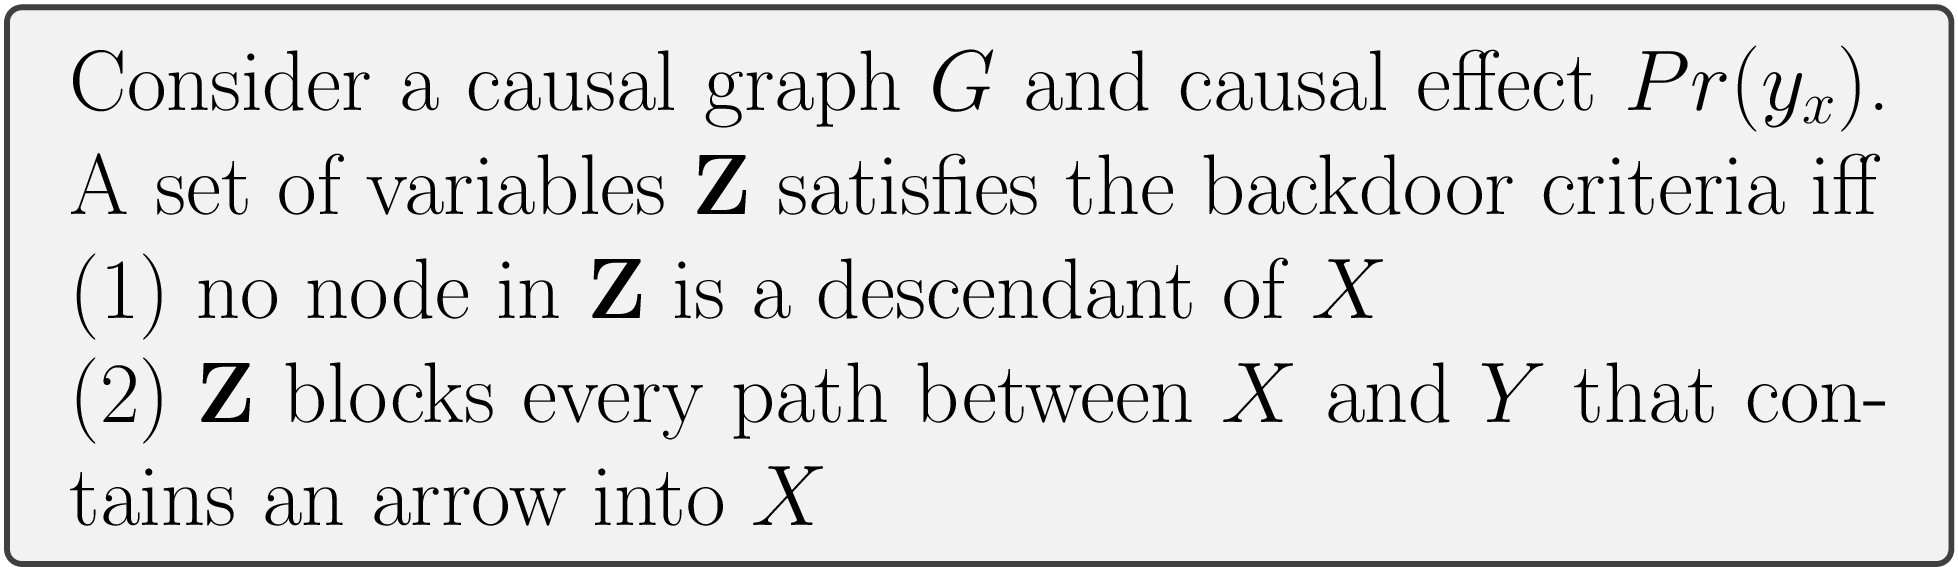 Consider a causal graph G and causal effect Pr(yₓ).
A set of variables Z satisfies the backdoor criteria iff
(1) no node in Z is a descendant of X
(2) Z blocks every path between X and Y that con-
tains an arrow into X